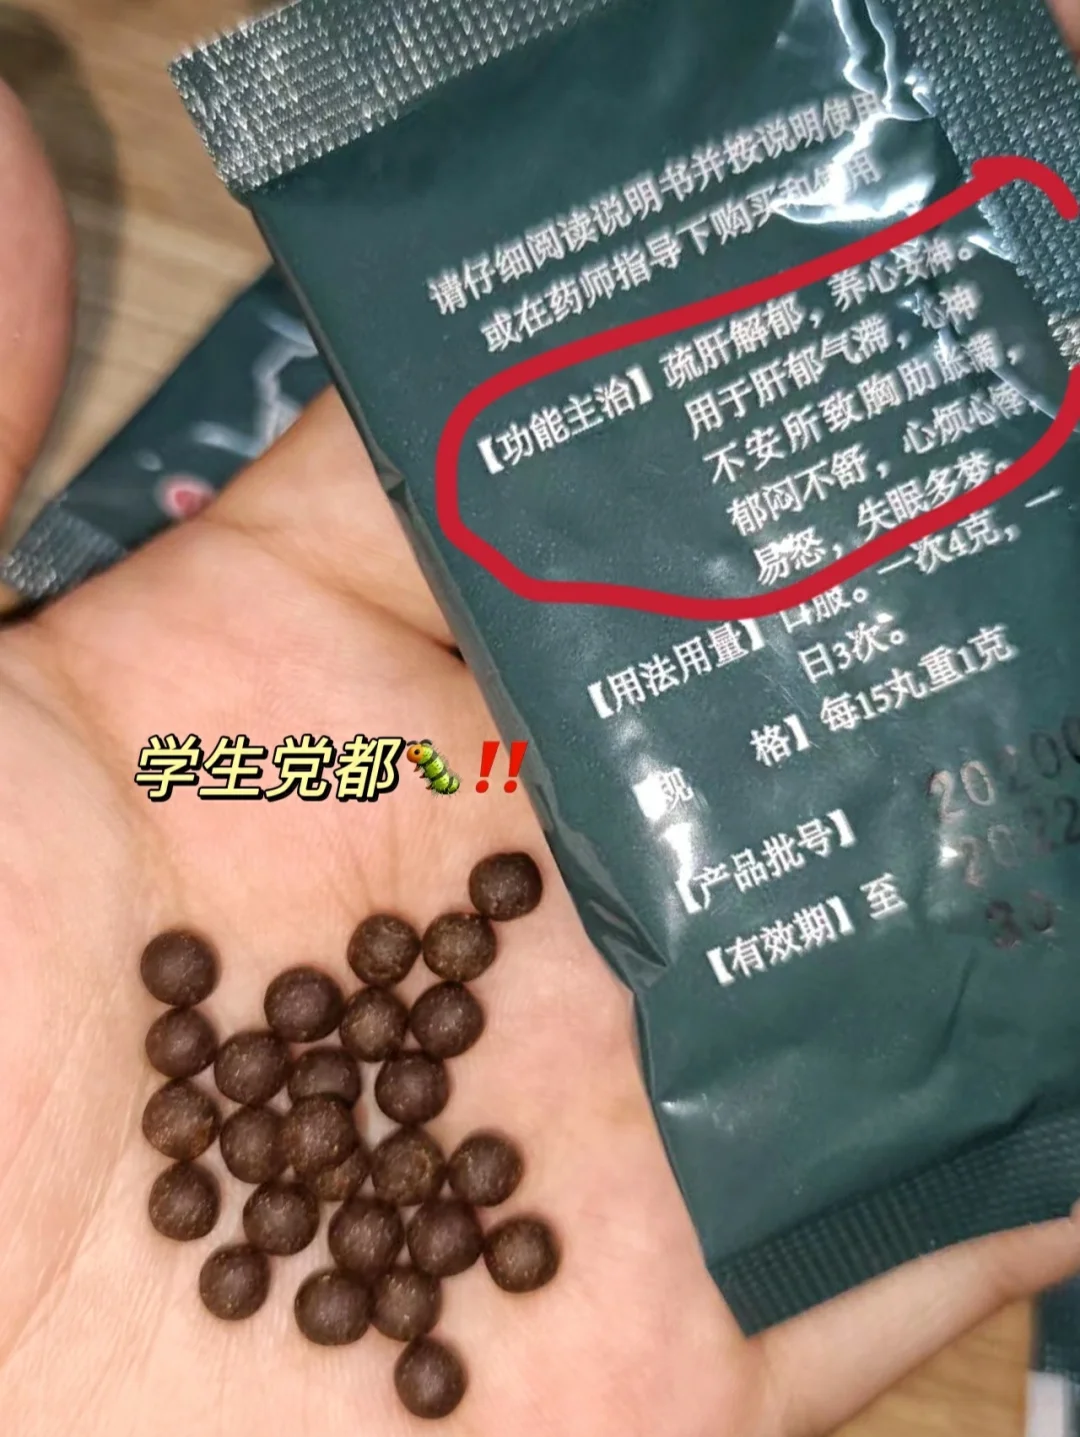 请仔细阅读说明书并按说明使用
或在药师指导下购买和使用
【功能主治】疏肝解郁，养心安神。
用于肝郁气滞，心神
不安所致胸肋胀满，
郁闷不舒，心烦心悸，
易怒，失眠多梦。
【用法用量】口服。一次4克，一
日3次。
【规 格】每15丸重1克
【产品批号】
【有效期】至
30
学生党都🐛‼️